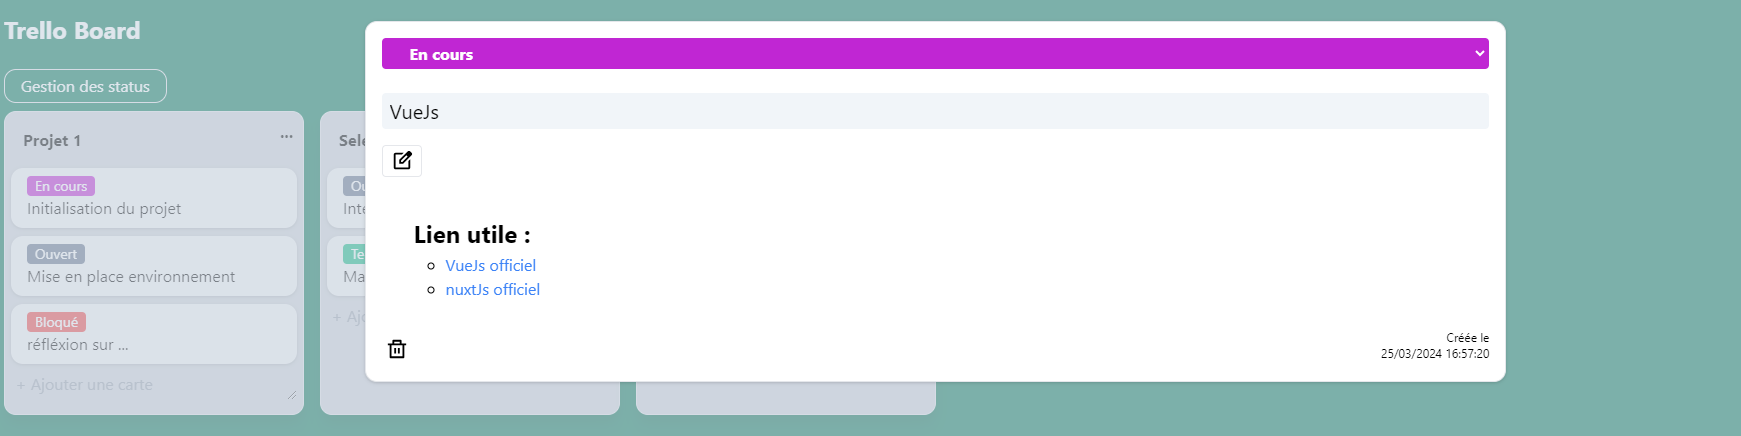 Trello Board
Gestion des status
Projet 1
...
En cours
Initialisation du projet
Ouvert
Mise en place environnement
Bloqué
réfléxion sur ...
+ Ajouter une carte
En cours
VueJs
Lien utile :
VueJs officiel
nuxtJs officiel
Créée le
25/03/2024 16:57:20